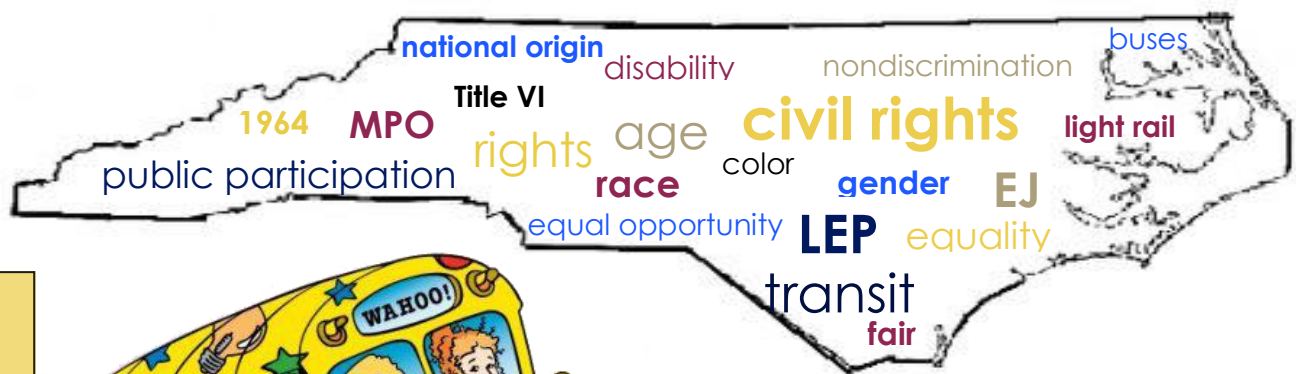 national origin
buses
disability
nondiscrimination
Title VI
1964
MPO
civil rights
light rail
rights
age
color
public participation
race
gender
EJ
equal opportunity
LEP
equality
transit
fair
WAHOO!